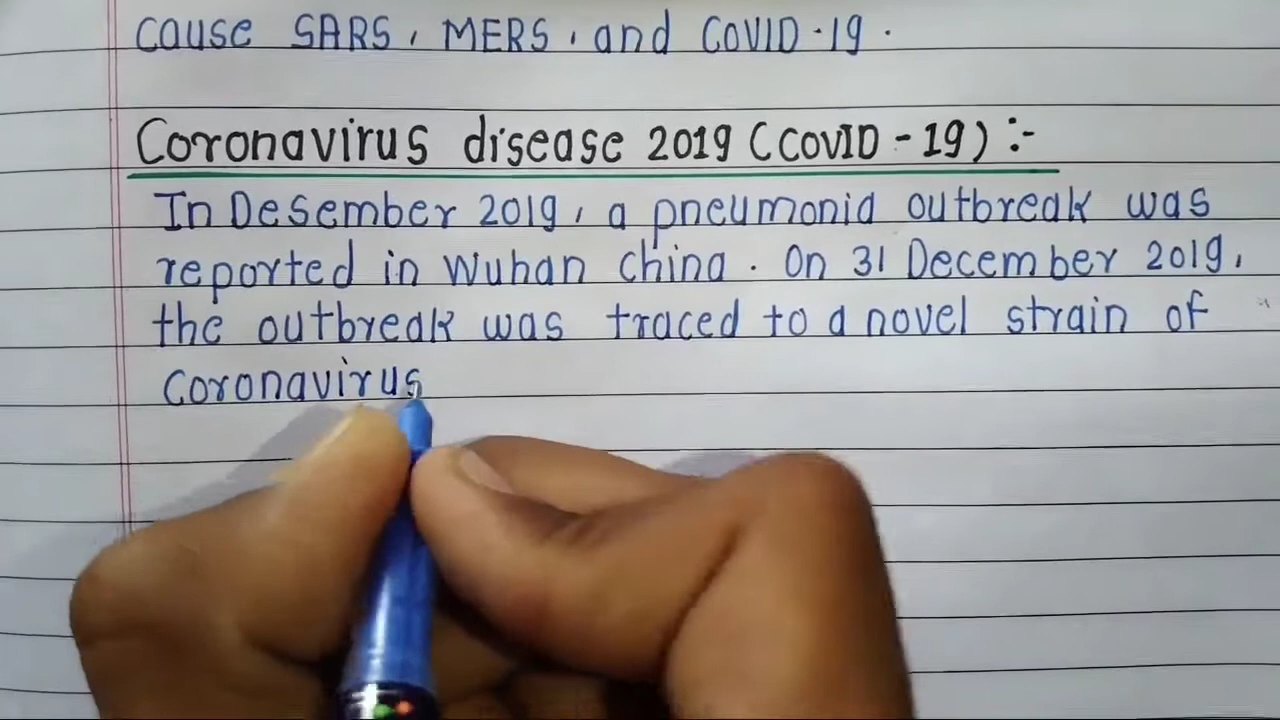 cause SARS, MERS, and COVID-19.
Coronavirus disease 2019 (COVID-19):-
In Desember 2019, a pneumonia outbreak was
reported in Wuhan china. On 31 December 2019,
the outbreak was traced to a novel strain of
coronavirus